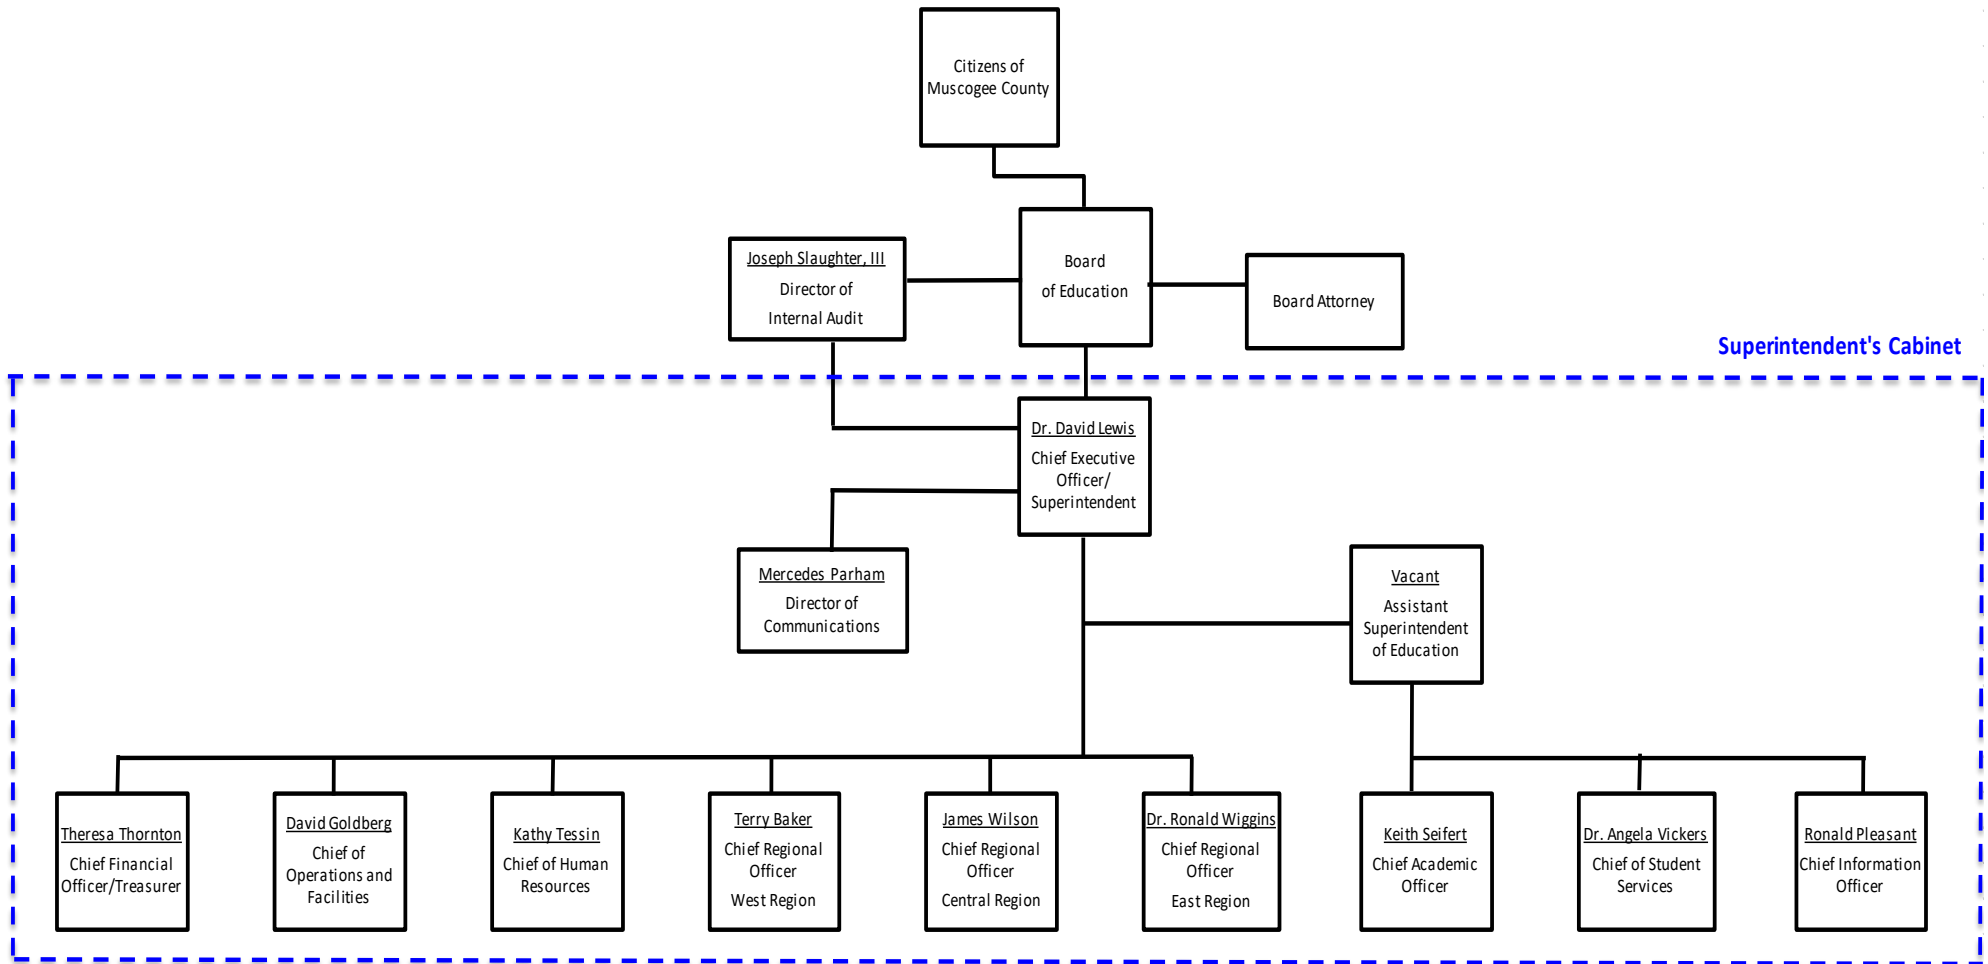 Citizens of
Muscogee County
Joseph Slaughter, III
Director of
Internal Audit
Board
of Education
Board Attorney
Superintendent's Cabinet
Dr. David Lewis
Chief Executive
Officer/
Superintendent
Mercedes Parham
Director of
Communications
Vacant
Assistant
Superintendent
of Education
Theresa Thornton
Chief Financial
Officer/Treasurer
David Goldberg
Chief of
Operations and
Facilities
Kathy Tessin
Chief of Human
Resources
Terry Baker
Chief Regional
Officer
West Region
James Wilson
Chief Regional
Officer
Central Region
Dr. Ronald Wiggins
Chief Regional
Officer
East Region
Keith Seifert
Chief Academic
Officer
Dr. Angela Vickers
Chief of Student
Services
Ronald Pleasant
Chief Information
Officer